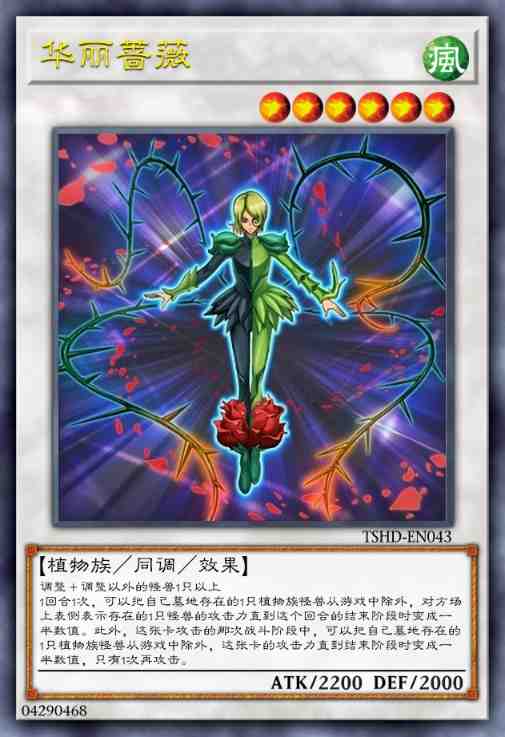 华丽蔷薇
瘋
TSHD-EN043
【植物族／同调／效果】
调整＋调整以外的怪兽1只以上
1回合1次，可以把自己墓地存在的1只植物族怪兽从游戏中除外，对方场
上表侧表示存在的1只怪兽的攻击力直到这个回合的结束阶段时变成一
半数值。此外，这张卡攻击的那次战斗阶段中，可以把自己墓地存在的
1只植物族怪兽从游戏中除外，这张卡的攻击力直到结束阶段时变成一
半数值，只有1次再攻击。
ATK/2200 DEF/2000
04290468